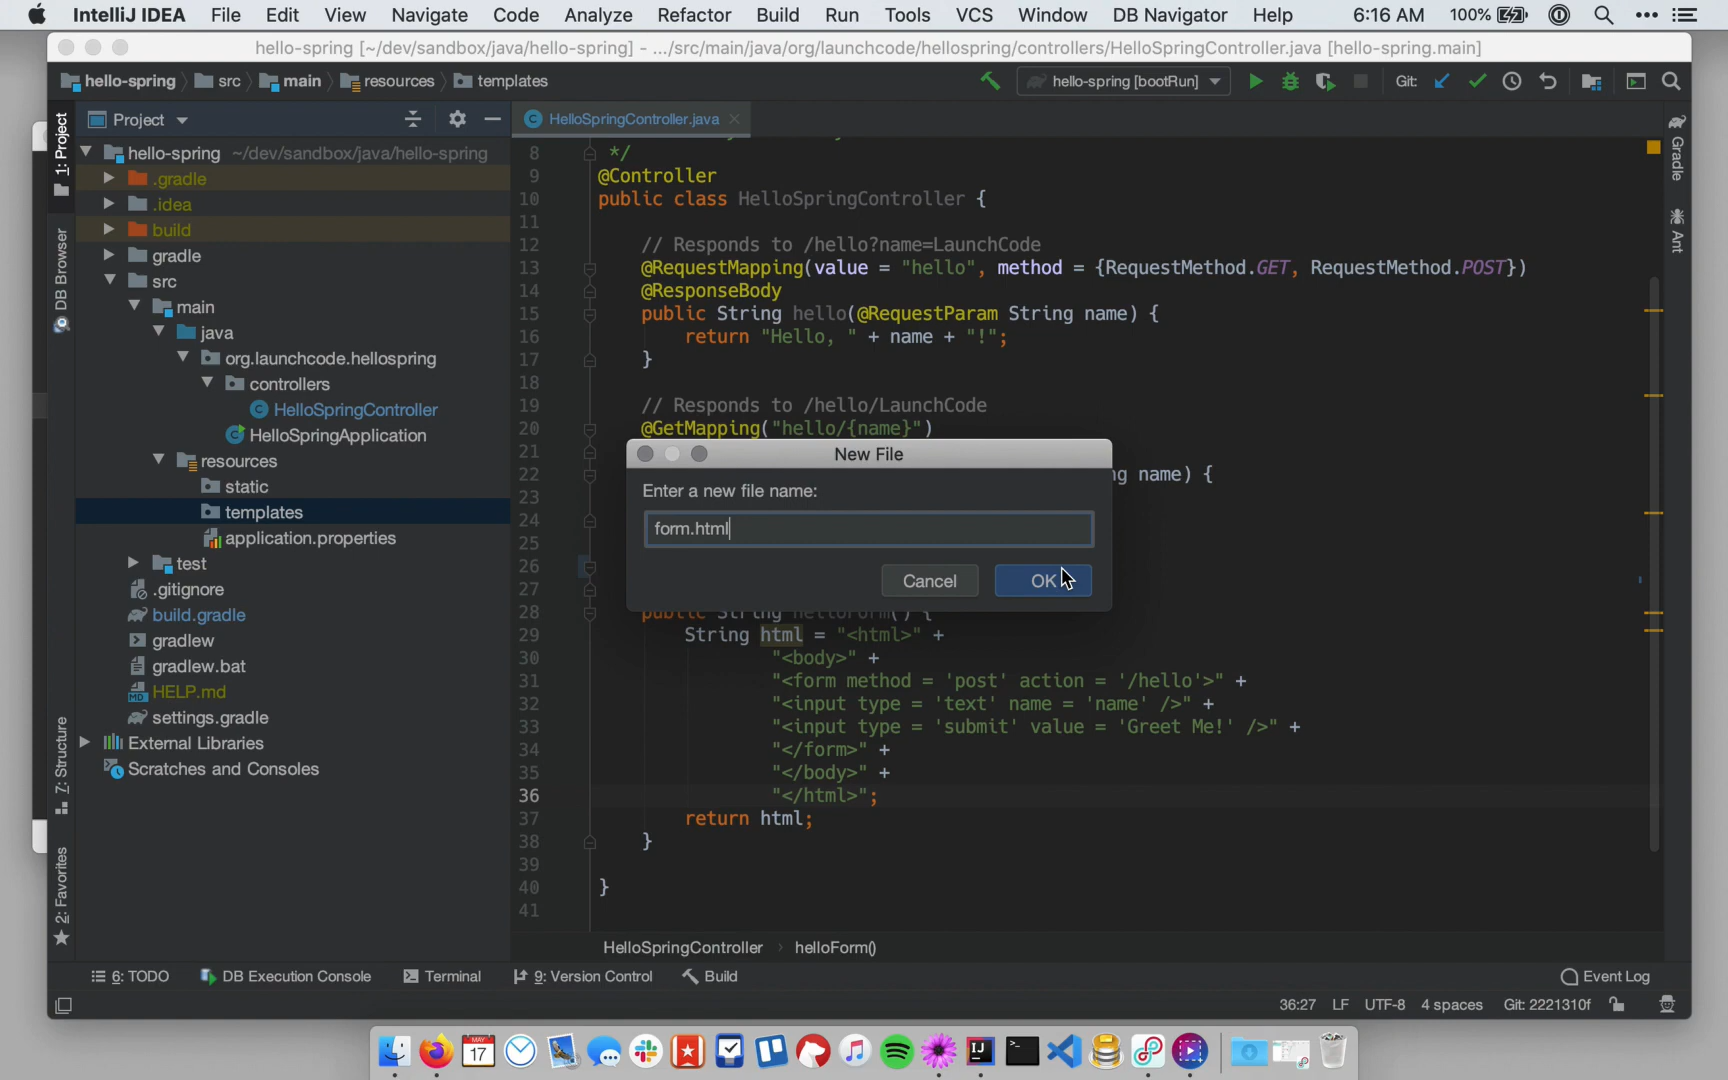 IntelliJ IDEA File Edit View Navigate Code Analyze Refactor Build Run Tools VCS Window DB Navigator Help 6:16 AM 100%
hello-spring [~/dev/sandbox/java/hello-spring] - .../src/main/java/org/launchcode/hellospring/controllers/HelloSpringController.java [hello-spring.main]
hello-spring src main resources templates hello-spring [bootRun] Git:
1: Project
DB Browser
7: Structure
2: Favorites
Project
hello-spring ~/dev/sandbox/java/hello-spring
.gradle
.idea
build
gradle
src
main
java
org.launchcode.hellospring
controllers
HelloSpringController
HelloSpringApplication
resources
static
templates
application.properties
test
.gitignore
build.gradle
gradlew
gradlew.bat
HELP.md
settings.gradle
External Libraries
Scratches and Consoles
HelloSpringController.java
8 */
9 @Controller
10 public class HelloSpringController {
11
12 // Responds to /hello?name=LaunchCode
13 @RequestMapping(value = "hello", method = {RequestMethod.GET, RequestMethod.POST})
14 @ResponseBody
15 public String hello(@RequestParam String name) {
16 return "Hello, " + name + "!";
17 }
18
19 // Responds to /hello/LaunchCode
20 @GetMapping("hello/{name}")
21
22 ng name) {
23
24
25
26
27
28 public String helloForm() {
29 String html = "<html>" +
30 "<body>" +
31 "<form method = 'post' action = '/hello'>" +
32 "<input type = 'text' name = 'name' />" +
33 "<input type = 'submit' value = 'Greet Me!' />" +
34 "</form>" +
35 "</body>" +
36 "</html>";
37 return html;
38 }
39
40 }
41
New File
Enter a new file name:
form.html
Cancel OK
Gradle
Ant
HelloSpringController helloForm()
6: TODO DB Execution Console Terminal 9: Version Control Build Event Log
36:27 LF UTF-8 4 spaces Git: 2221310f
MAY
17
IJ